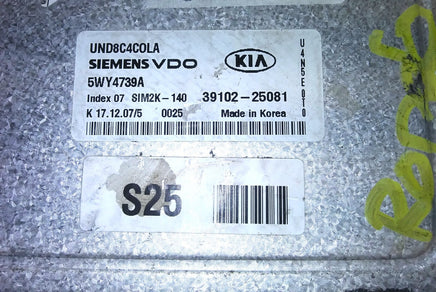 UND8C4COLA
SIEMENS VDO KIA
5WY4739A
Index 07 SIM2K-140 39102-25081
K 17.12.07/5 0025 Made in Korea
U4N5E0T0
S25